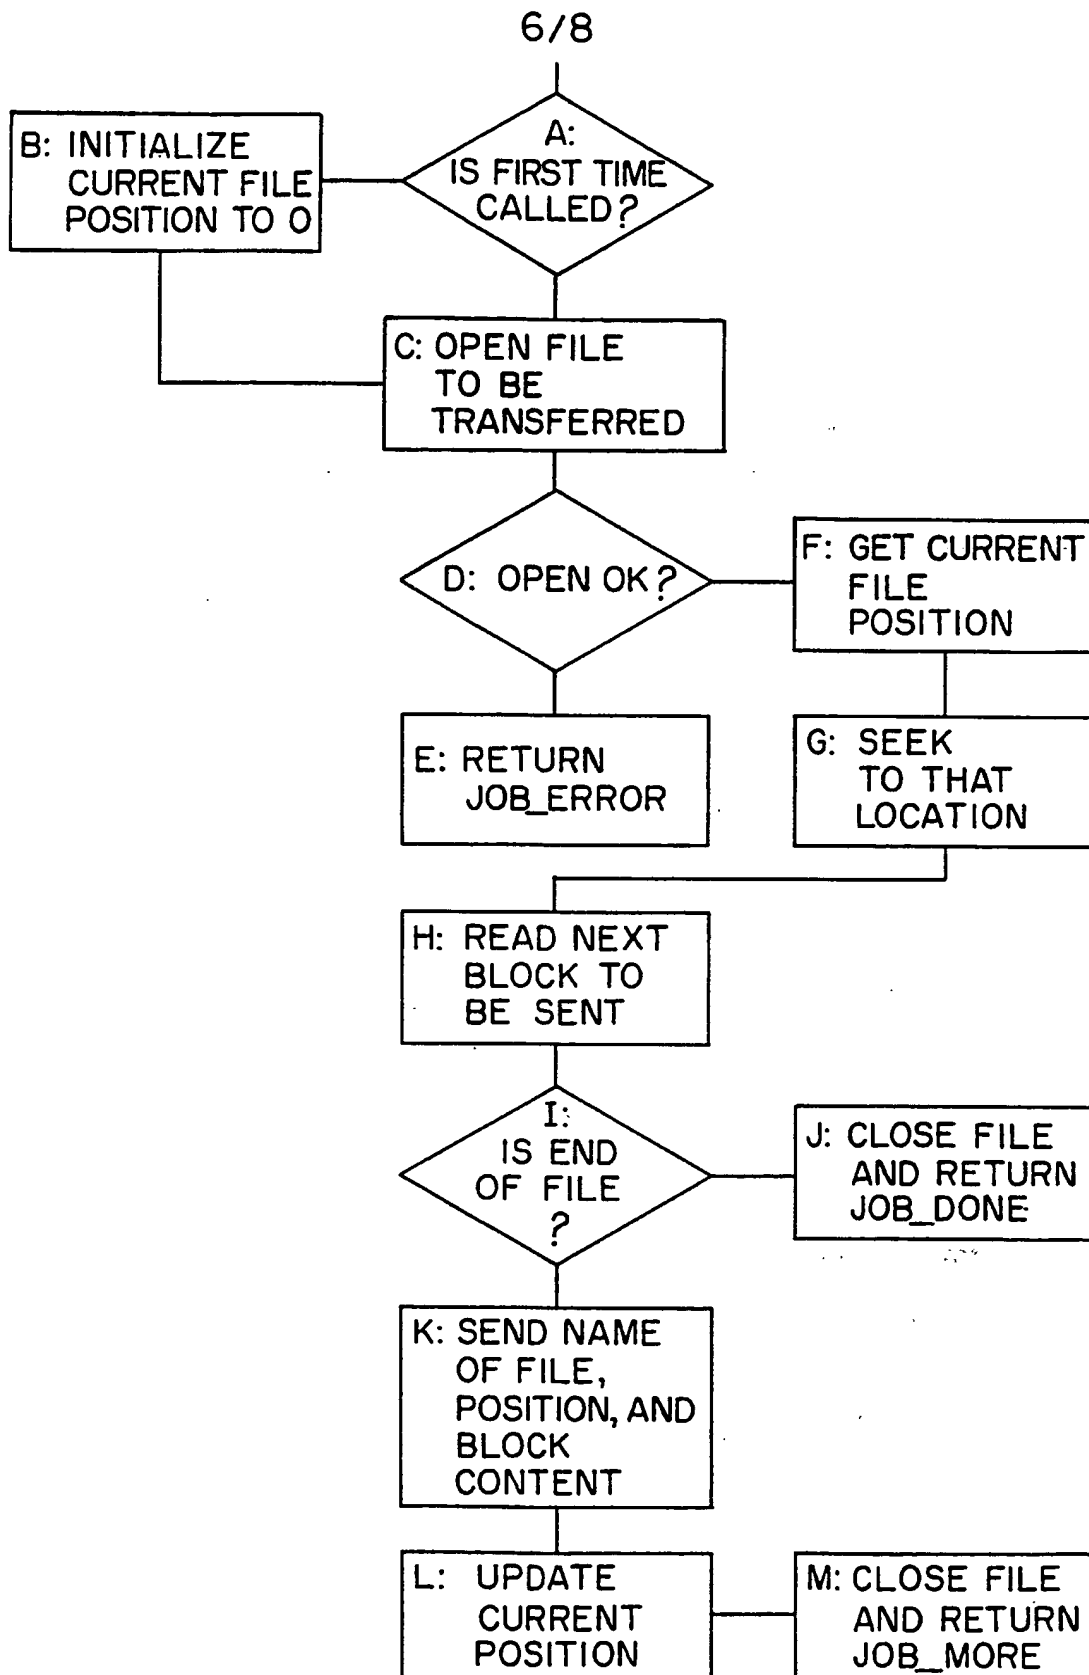 6/8
A:
IS FIRST TIME
CALLED?
B: INITIALIZE
CURRENT FILE
POSITION TO 0
C: OPEN FILE
TO BE
TRANSFERRED
D: OPEN OK?
F: GET CURRENT
FILE
POSITION
E: RETURN
JOB_ERROR
G: SEEK
TO THAT
LOCATION
H: READ NEXT
BLOCK TO
BE SENT
I:
IS END
OF FILE
?
J: CLOSE FILE
AND RETURN
JOB_DONE
K: SEND NAME
OF FILE,
POSITION, AND
BLOCK
CONTENT
L: UPDATE
CURRENT
POSITION
M: CLOSE FILE
AND RETURN
JOB_MORE